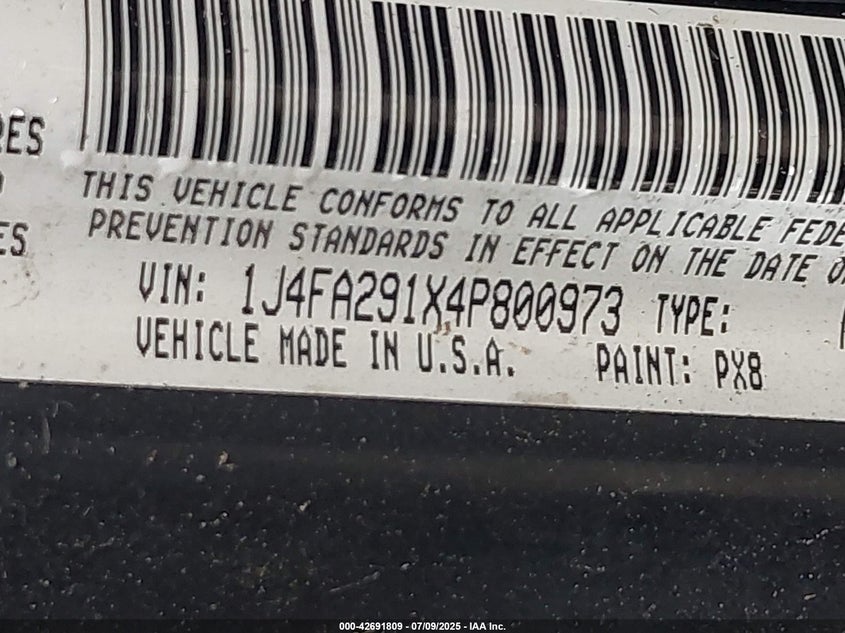 RES
THIS VEHICLE CONFORMS TO ALL APPLICABLE FEDE
PREVENTION STANDARDS IN EFFECT ON THE DATE O
ES
VIN: 1J4FA291X4P800973 TYPE:
VEHICLE MADE IN U.S.A. PAINT: PX8
000-42691809 - 07/09/2025 - IAA Inc.